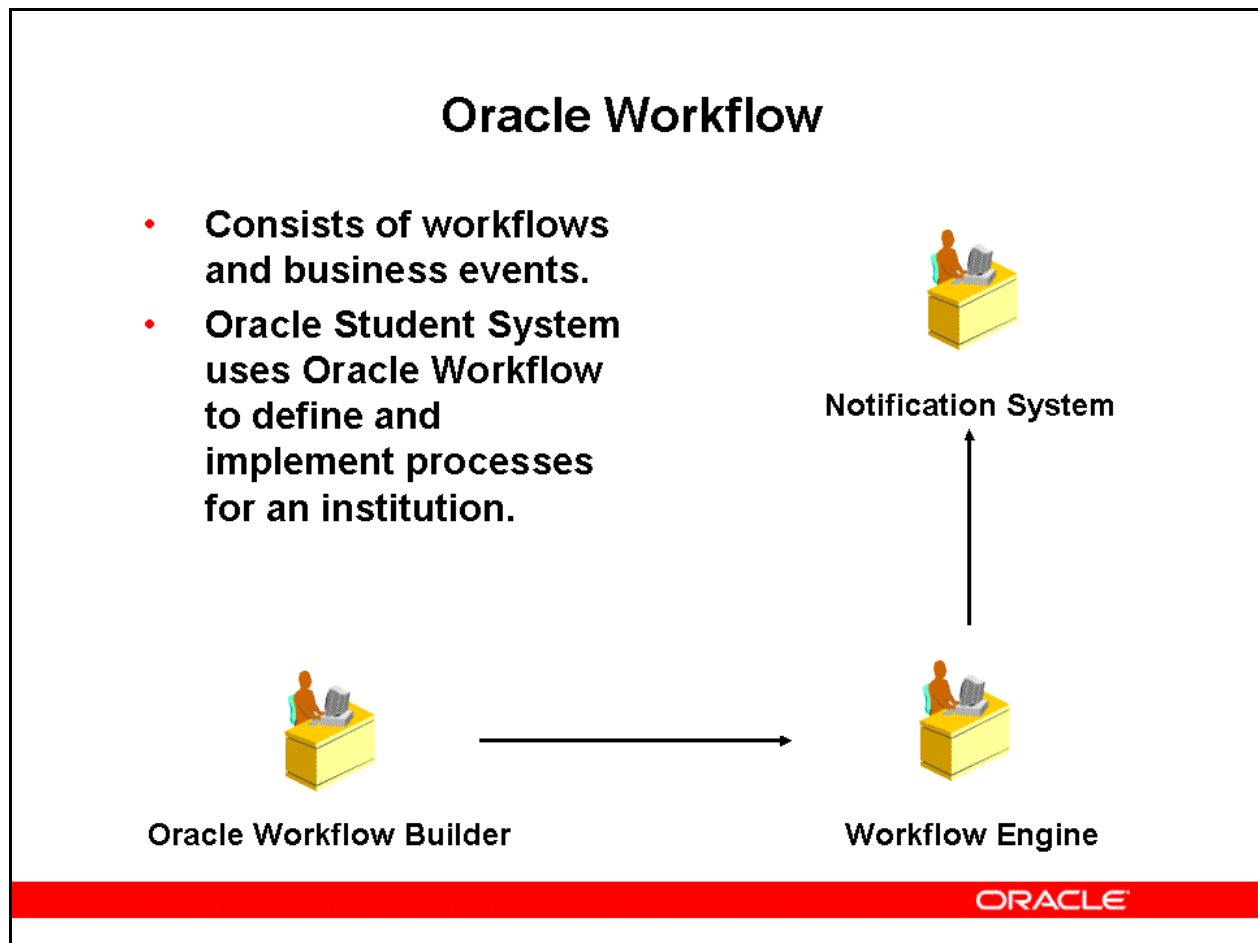 Oracle Workflow
• Consists of workflows
and business events.
• Oracle Student System
uses Oracle Workflow
to define and
implement processes
for an institution.
Notification System
Oracle Workflow Builder
Workflow Engine
ORACLE